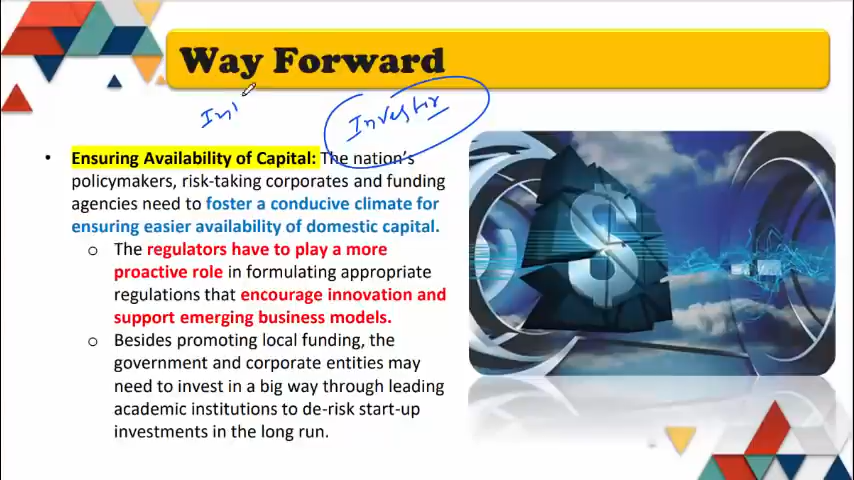 Way Forward
Investir
• Ensuring Availability of Capital: The nation's
policymakers, risk-taking corporates and funding
agencies need to foster a conducive climate for
ensuring easier availability of domestic capital.
o The regulators have to play a more
proactive role in formulating appropriate
regulations that encourage innovation and
support emerging business models.
o Besides promoting local funding, the
government and corporate entities may
need to invest in a big way through leading
academic institutions to de-risk start-up
investments in the long run.